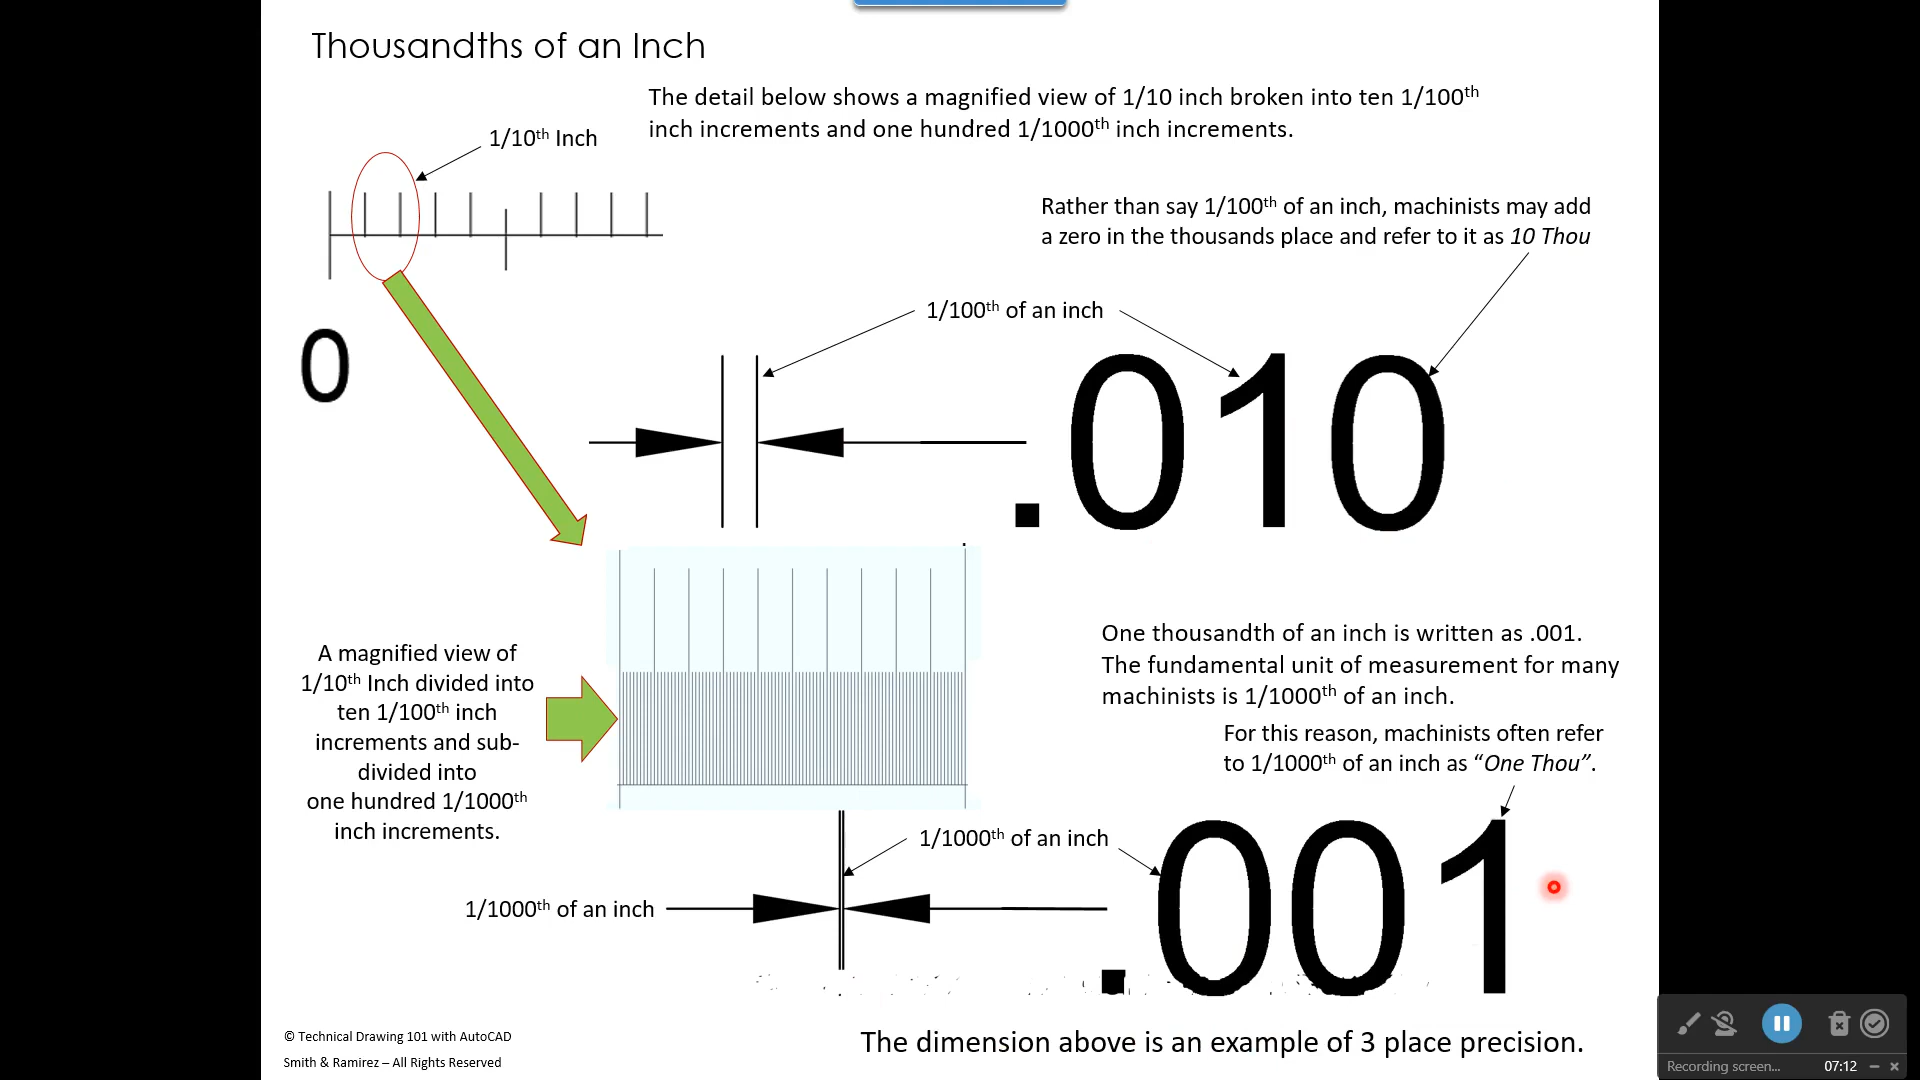 Thousandths of an Inch
The detail below shows a magnified view of 1/10 inch broken into ten 1/100th
inch increments and one hundred 1/1000th inch increments.
1/10th Inch
Rather than say 1/100th of an inch, machinists may add
a zero in the thousands place and refer to it as 10 Thou
1/100th of an inch
0
.010
A magnified view of
1/10th Inch divided into
ten 1/100th inch
increments and sub-
divided into
one hundred 1/1000th
inch increments.
One thousandth of an inch is written as .001.
The fundamental unit of measurement for many
machinists is 1/1000th of an inch.
For this reason, machinists often refer
to 1/1000th of an inch as “One Thou”.
1/1000th of an inch
1/1000th of an inch
.001
The dimension above is an example of 3 place precision.
© Technical Drawing 101 with AutoCAD
Smith & Ramirez – All Rights Reserved
Recording screen...
07:12